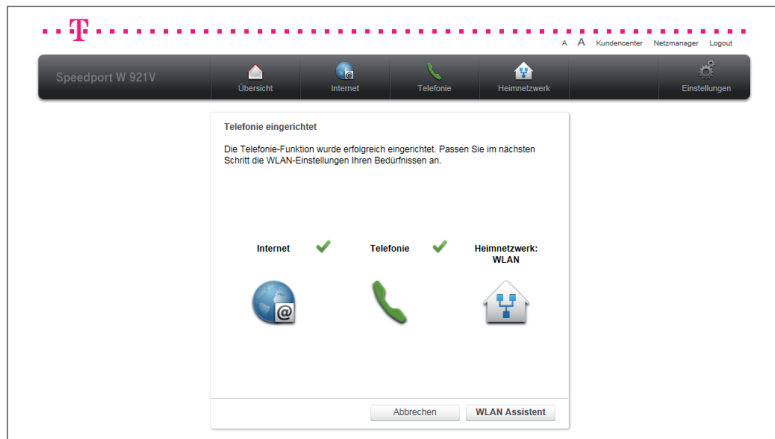 T
A A Kundencenter Netzmanager Logout
Speedport W 921V
Übersicht Internet Telefonie Heimnetzwerk Einstellungen
Telefonie eingerichtet
Die Telefonie-Funktion wurde erfolgreich eingerichtet. Passen Sie im nächsten
Schritt die WLAN-Einstellungen Ihren Bedürfnissen an.
Internet Telefonie Heimnetzwerk:
WLAN
@
Abbrechen WLAN Assistent